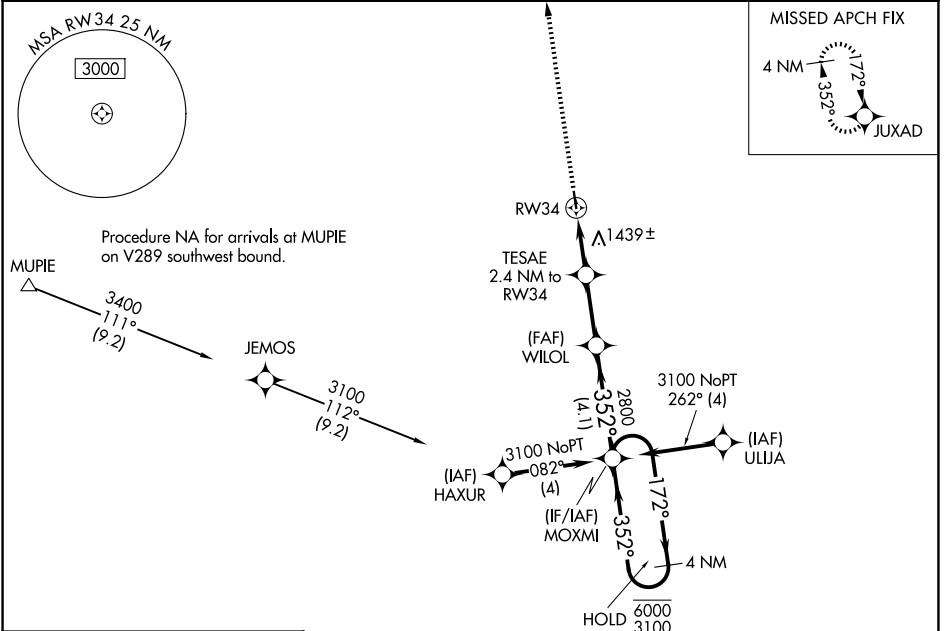 MSA RW34 25 NM
3000
MISSED APCH FIX
4 NM
172°
352°
JUXAD
RW34
1439±
TESAE
2.4 NM to
RW34
Procedure NA for arrivals at MUPIE
on V289 southwest bound.
MUPIE
3400
111°
(9.2)
JEMOS
3100
112°
(9.2)
(FAF)
WILOL
2800
352°
(4.1)
3100 NoPT
262° (4)
(IAF)
ULIJA
3100 NoPT
082°
(4)
(IAF)
HAXUR
(IF/IAF)
MOXMI
172°
352°
4 NM
HOLD
6000
3100